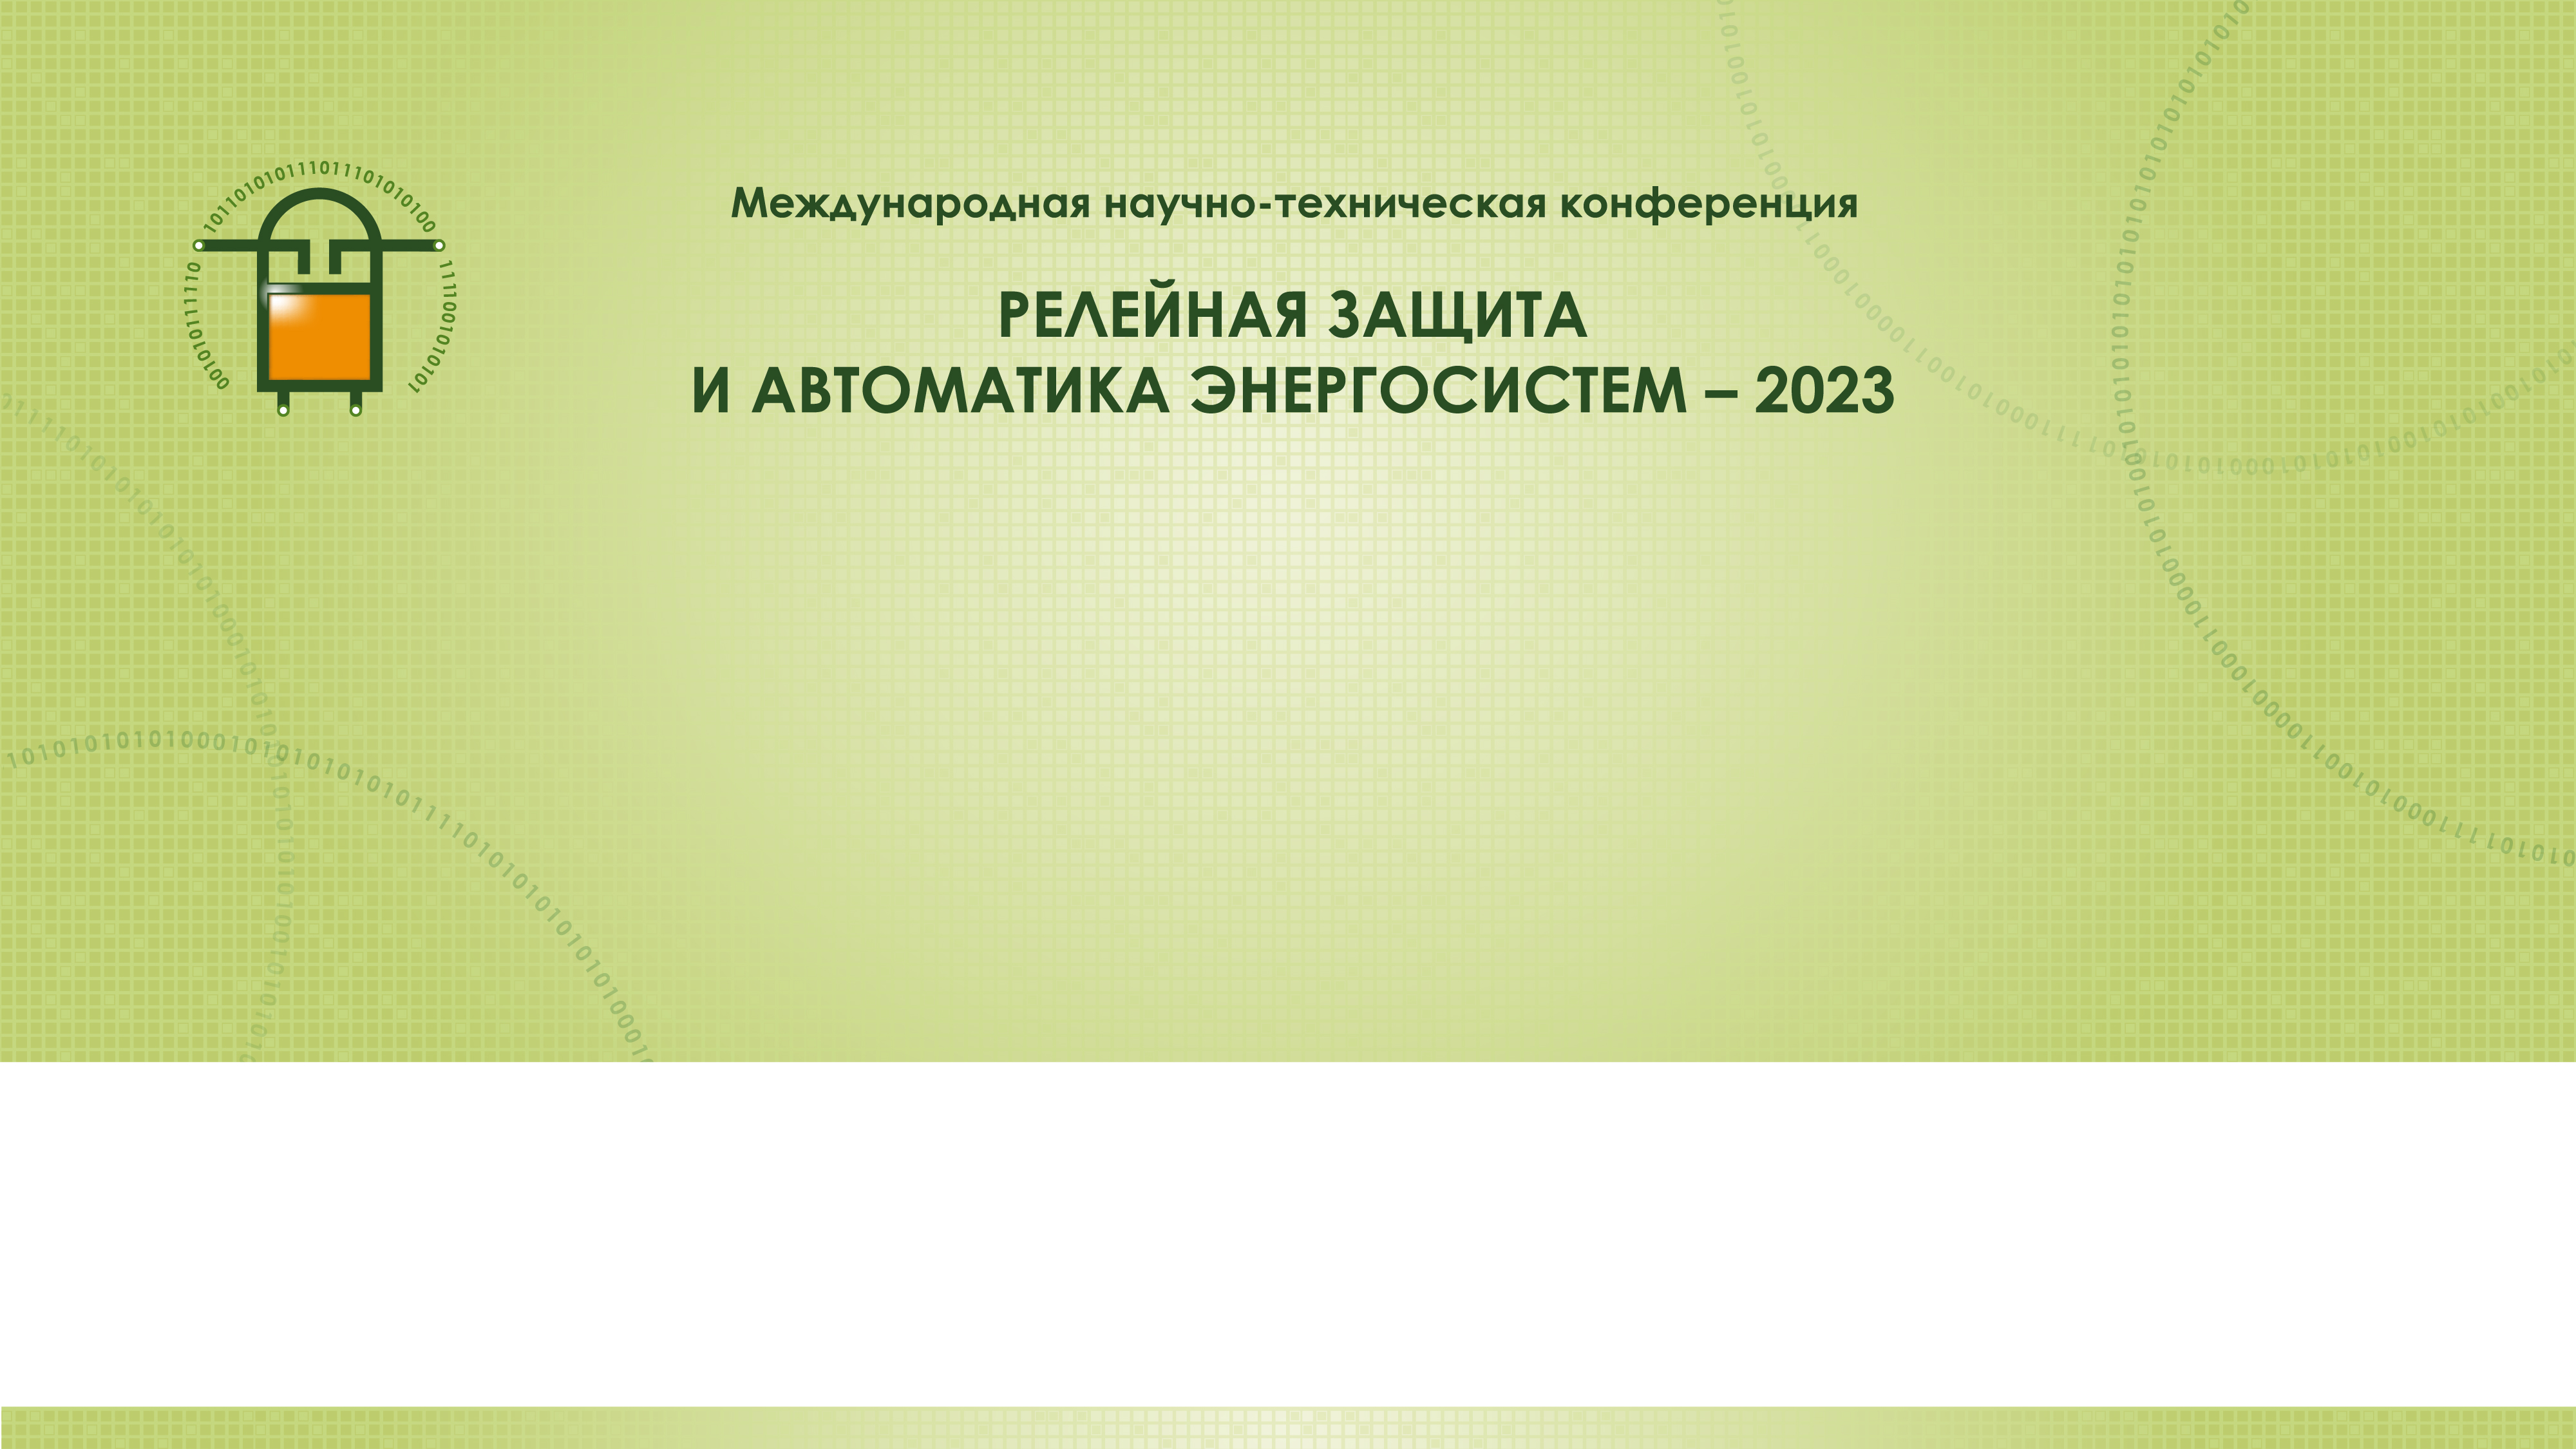 Международная научно-техническая конференция
РЕЛЕЙНАЯ ЗАЩИТА
И АВТОМАТИКА ЭНЕРГОСИСТЕМ – 2023